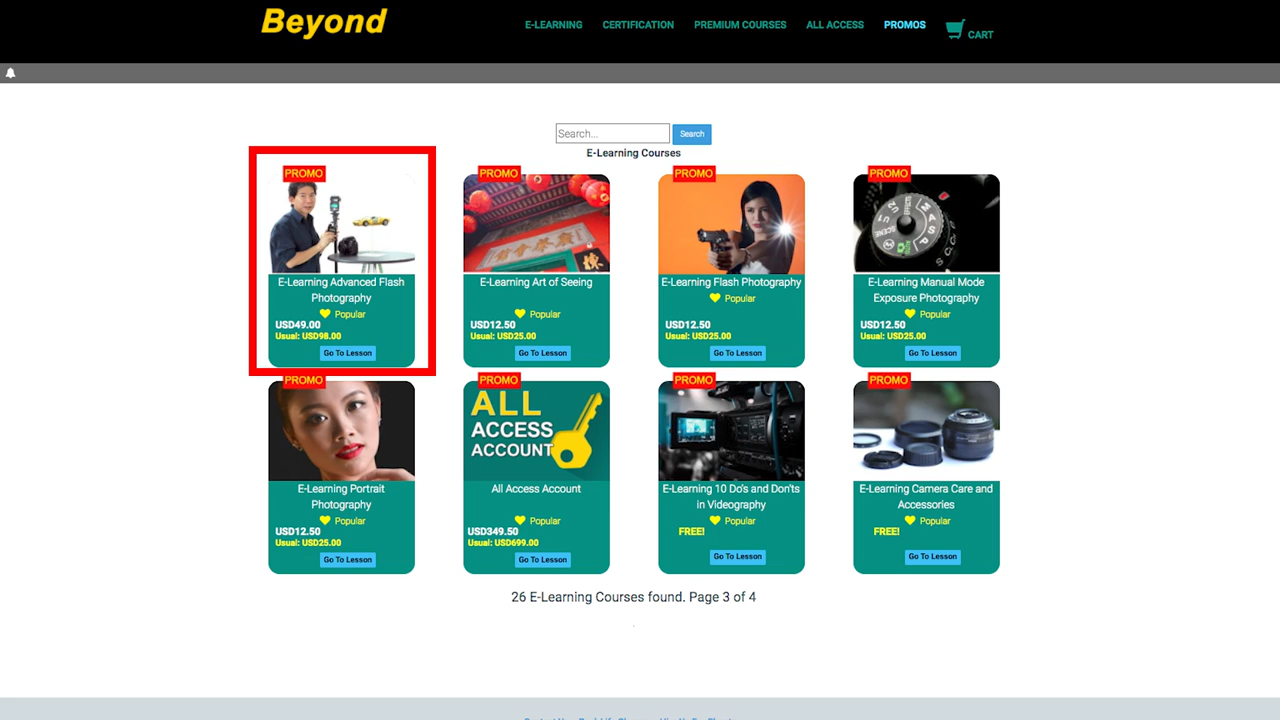 Beyond
E-LEARNING CERTIFICATION PREMIUM COURSES ALL ACCESS PROMOS CART
Search... Search
E-Learning Courses
PROMO
E-Learning Advanced Flash
Photography
Popular
USD49.00
Usual: USD98.00
Go To Lesson
PROMO
E-Learning Art of Seeing
Popular
USD12.50
Usual: USD25.00
Go To Lesson
PROMO
E-Learning Flash Photography
Popular
USD12.50
Usual: USD25.00
Go To Lesson
PROMO
E-Learning Manual Mode
Exposure Photography
Popular
USD12.50
Usual: USD25.00
Go To Lesson
PROMO
E-Learning Portrait
Photography
Popular
USD12.50
Usual: USD25.00
Go To Lesson
PROMO
ALL
ACCESS
ACCOUNT
All Access Account
Popular
USD349.50
Usual: USD699.00
Go To Lesson
PROMO
E-Learning 10 Do's and Don'ts
in Videography
Popular
FREE!
Go To Lesson
PROMO
E-Learning Camera Care and
Accessories
Popular
FREE!
Go To Lesson
26 E-Learning Courses found. Page 3 of 4